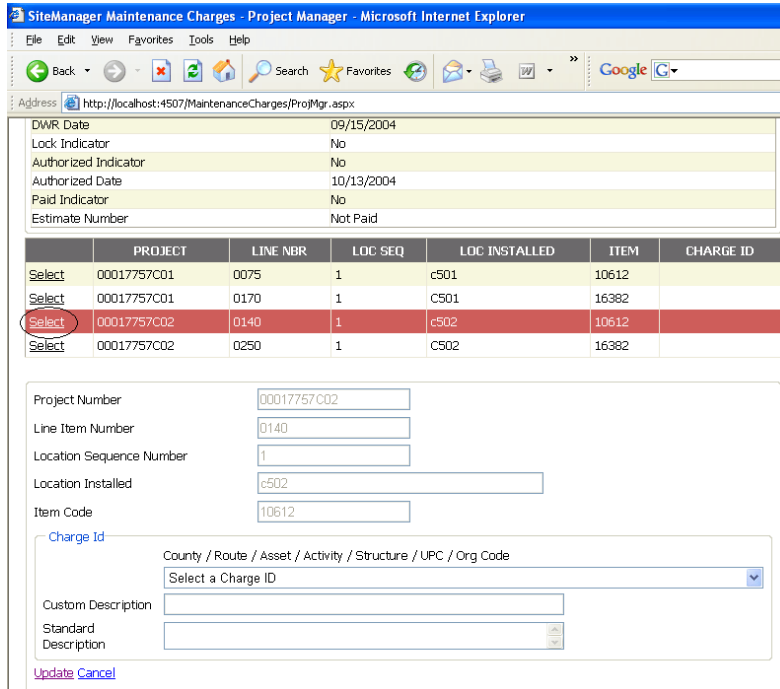 SiteManager Maintenance Charges - Project Manager - Microsoft Internet Explorer
File Edit View Favorites Tools Help
Back Search Favorites W » Google G
Address http://localhost:4507/MaintenanceCharges/ProjMgr.aspx
DWR Date 09/15/2004
Lock Indicator No
Authorized Indicator No
Authorized Date 10/13/2004
Paid Indicator No
Estimate Number Not Paid
PROJECT LINE NBR LOC SEQ LOC INSTALLED ITEM CHARGE ID
Select 00017757C01 0075 1 c501 10612
Select 00017757C01 0170 1 C501 16382
Select 00017757C02 0140 1 c502 10612
Select 00017757C02 0250 1 C502 16382
Project Number 00017757C02
Line Item Number 0140
Location Sequence Number 1
Location Installed c502
Item Code 10612
Charge Id
County / Route / Asset / Activity / Structure / UPC / Org Code
Select a Charge ID
Custom Description
Standard
Description
Update Cancel